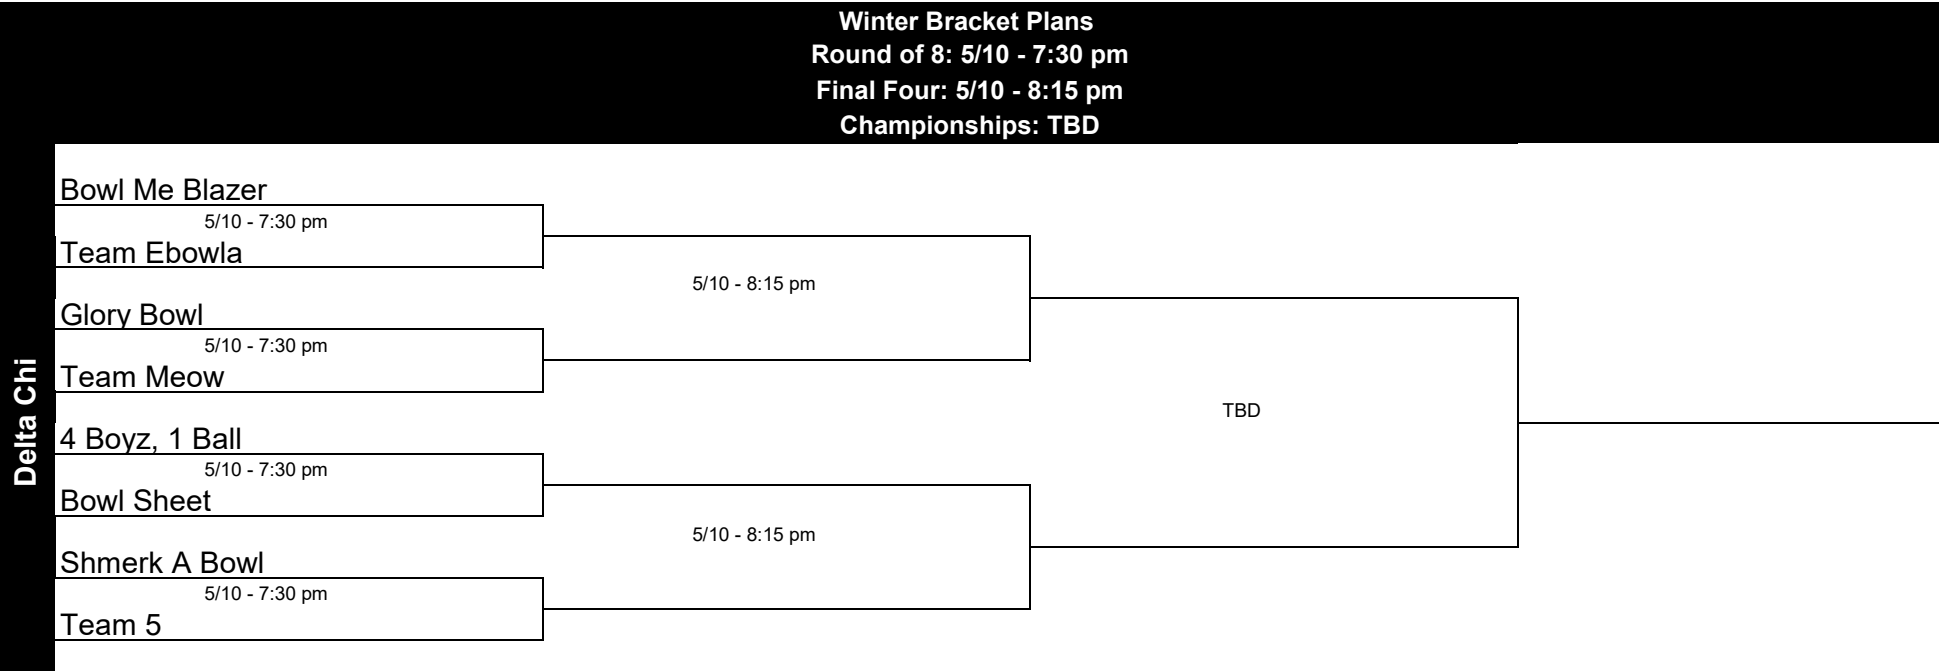 Winter Bracket Plans
Round of 8: 5/10 - 7:30 pm
Final Four: 5/10 - 8:15 pm
Championships: TBD
Delta Chi
Bowl Me Blazer
5/10 - 7:30 pm
Team Ebowla
5/10 - 8:15 pm
Glory Bowl
5/10 - 7:30 pm
Team Meow
TBD
4 Boyz, 1 Ball
5/10 - 7:30 pm
Bowl Sheet
5/10 - 8:15 pm
Shmerk A Bowl
5/10 - 7:30 pm
Team 5